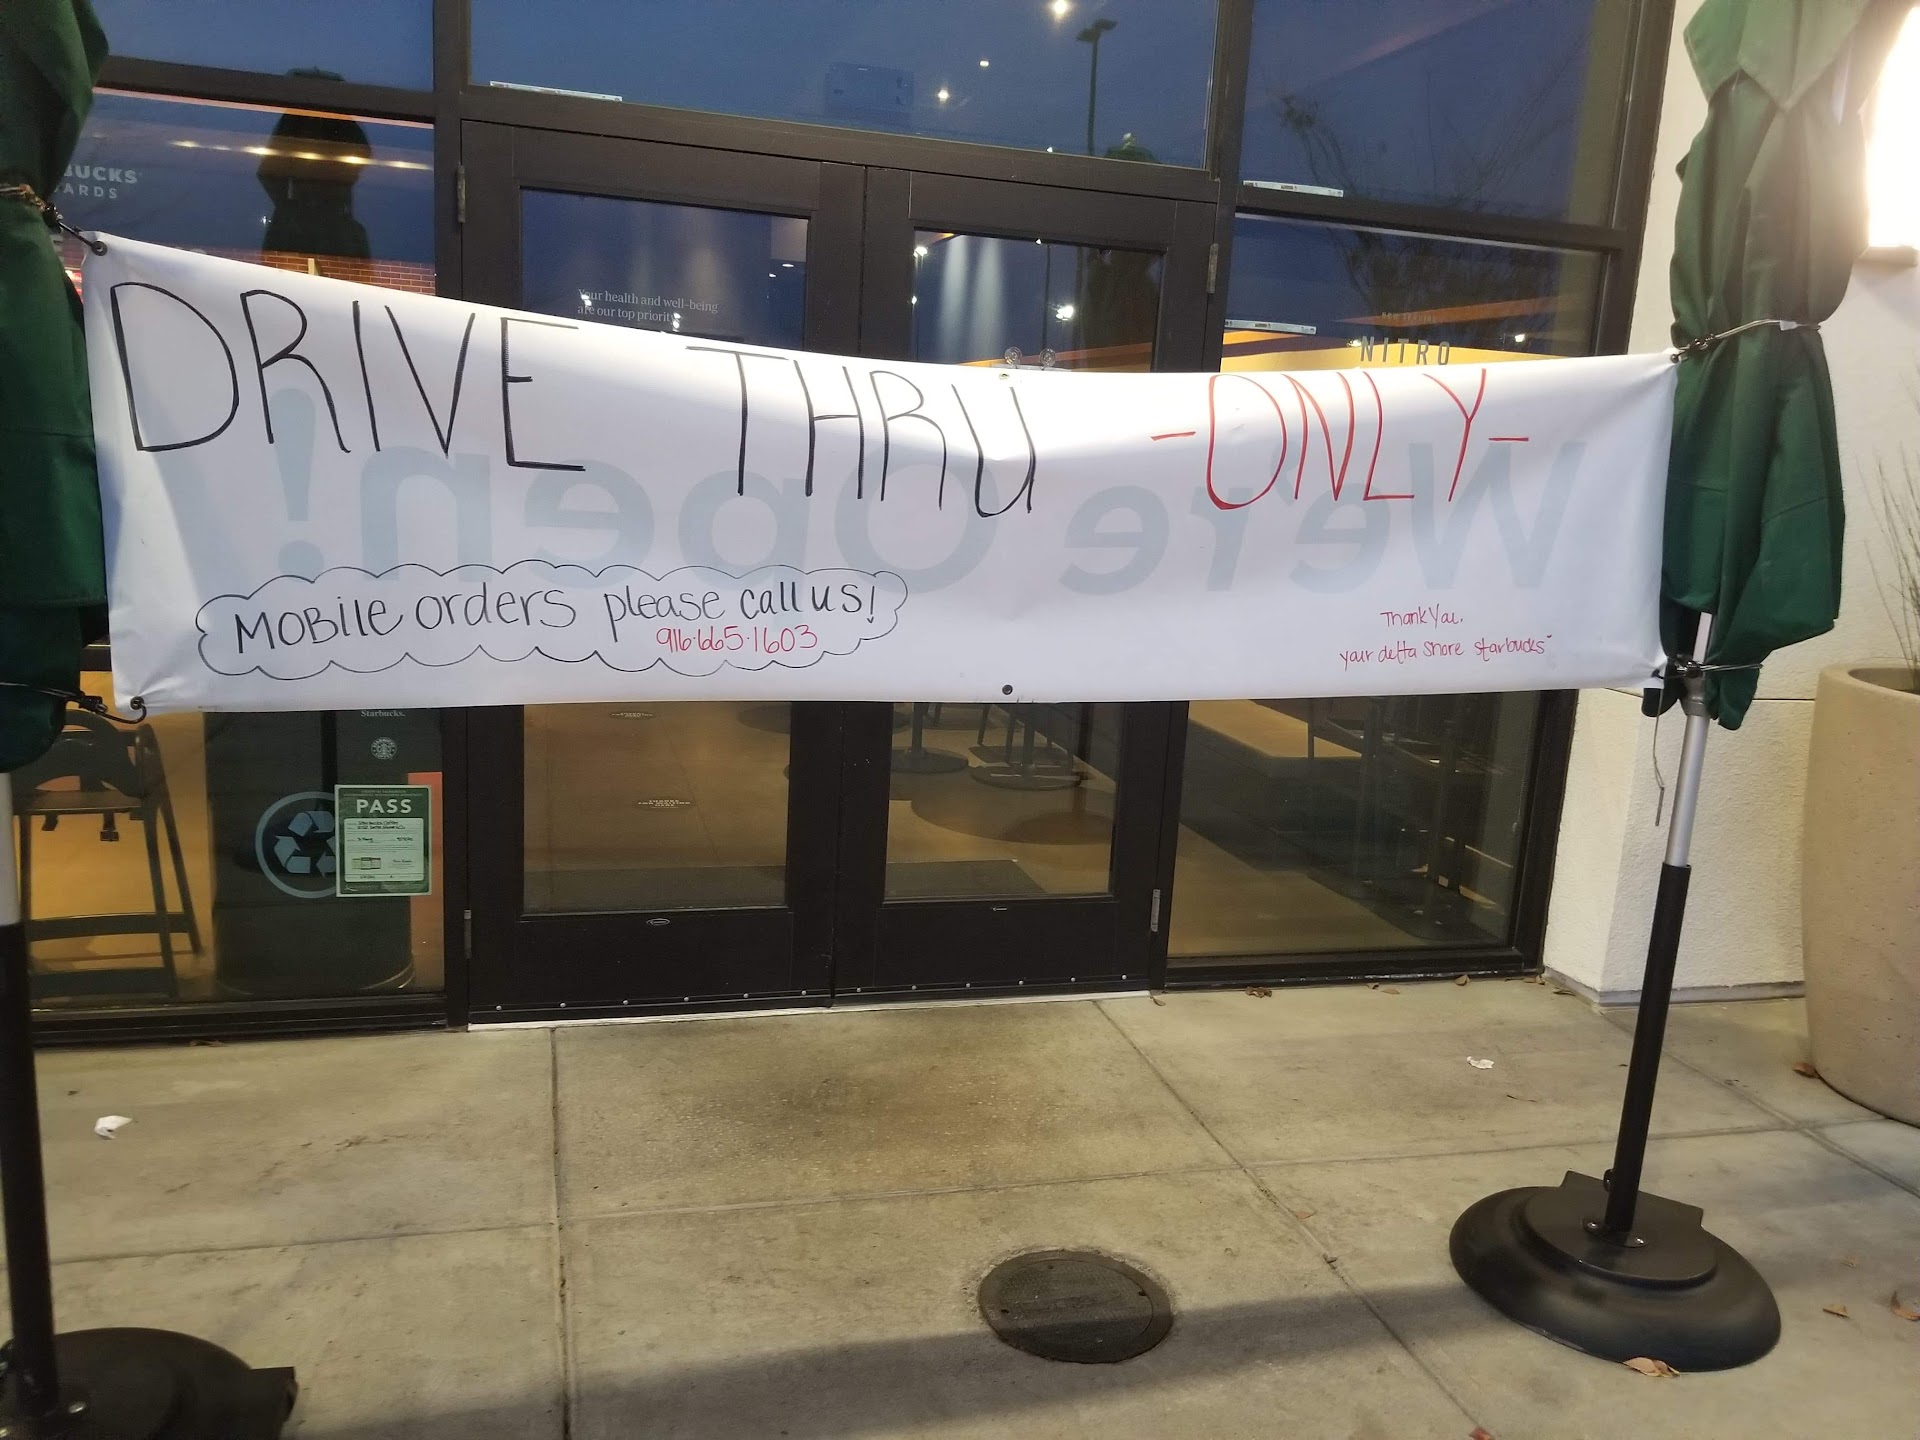 Your health and well-being
are our top priority.
NITRO
DRIVE THRU -ONLY-
We're Open!
MOBile orders please call us!
916.665.1603
Thank You.
your delta shore starbucks
Starbucks.
PASS